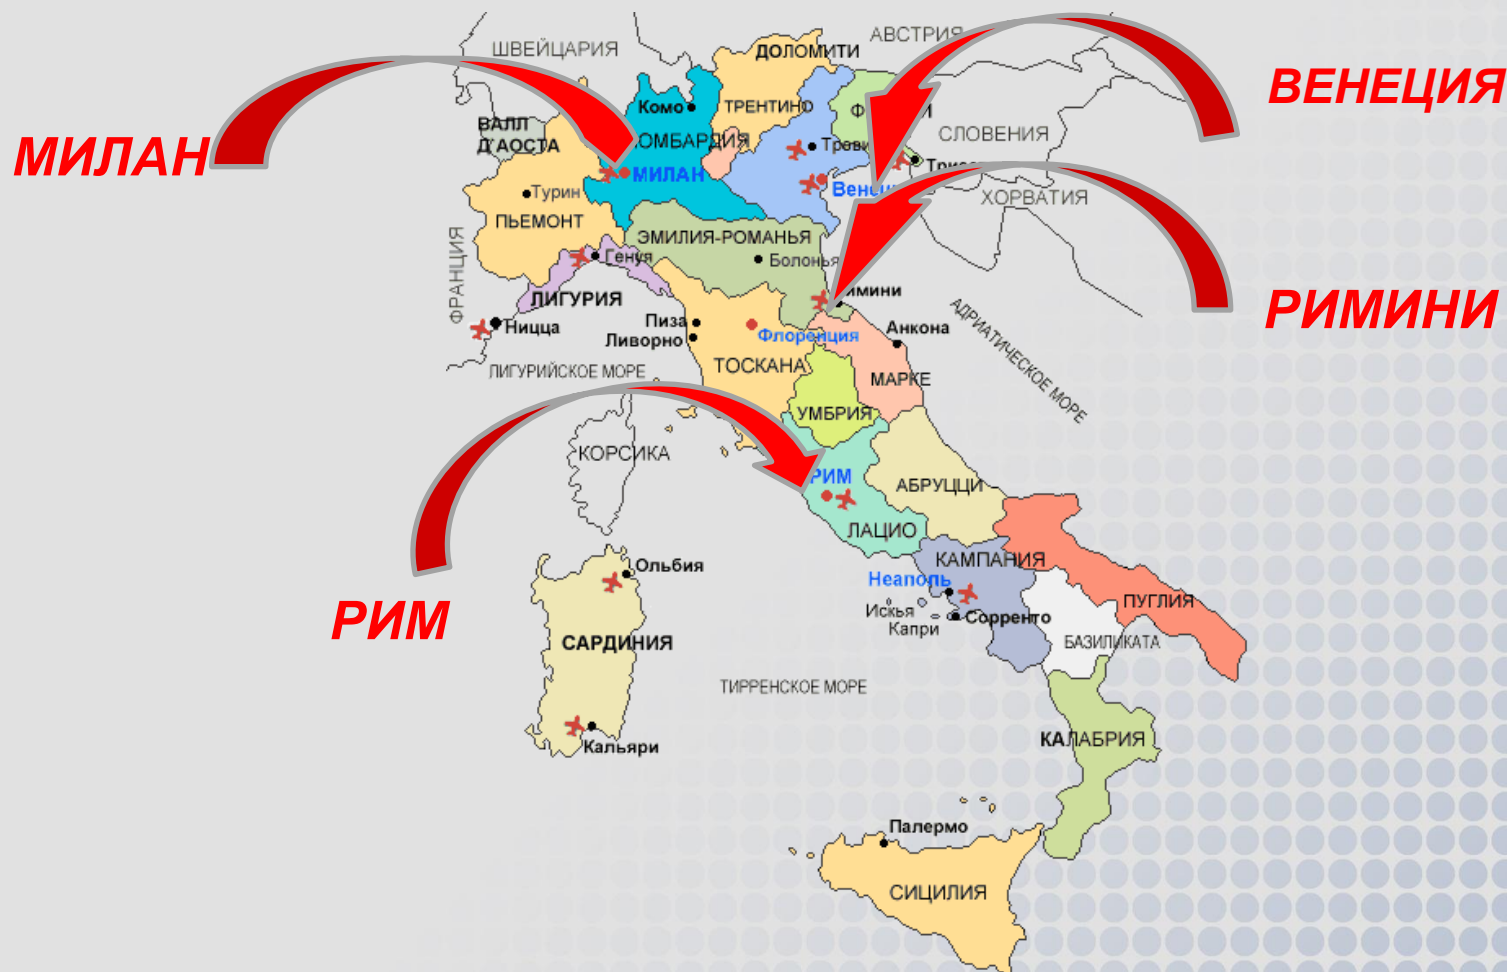 ШВЕЙЦАРИЯ
АВСТРИЯ
ДОЛОМИТИ
ВЕНЕЦИЯ
Комо
ТРЕНТИНО
ВАЛЛ
Д'АОСТА
СЛОВЕНИЯ
МИЛАН
МИЛАН
Турин
ХОРВАТИЯ
ПЬЕМОНТ
ЭМИЛИЯ-РОМАНЬЯ
ФРАНЦИЯ
Генуя
Болонья
ЛИГУРИЯ
РИМИНИ
АДРИАТИЧЕСКОЕ МОРЕ
Ницца
Пиза
Ливорно
Флоренция
Анкона
ЛИГУРИЙСКОЕ МОРЕ
ТОСКАНА
МАРКЕ
УМБРИЯ
КОРСИКА
РИМ
АБРУЦЦИ
ЛАЦИО
КАМПАНИЯ
Ольбия
Неаполь
РИМ
Искья
Капри
Сорренто
ПУГЛИЯ
САРДИНИЯ
БАЗИЛИКАТА
ТИРРЕНСКОЕ МОРЕ
Кальяри
КАЛАБРИЯ
Палермо
СИЦИЛИЯ